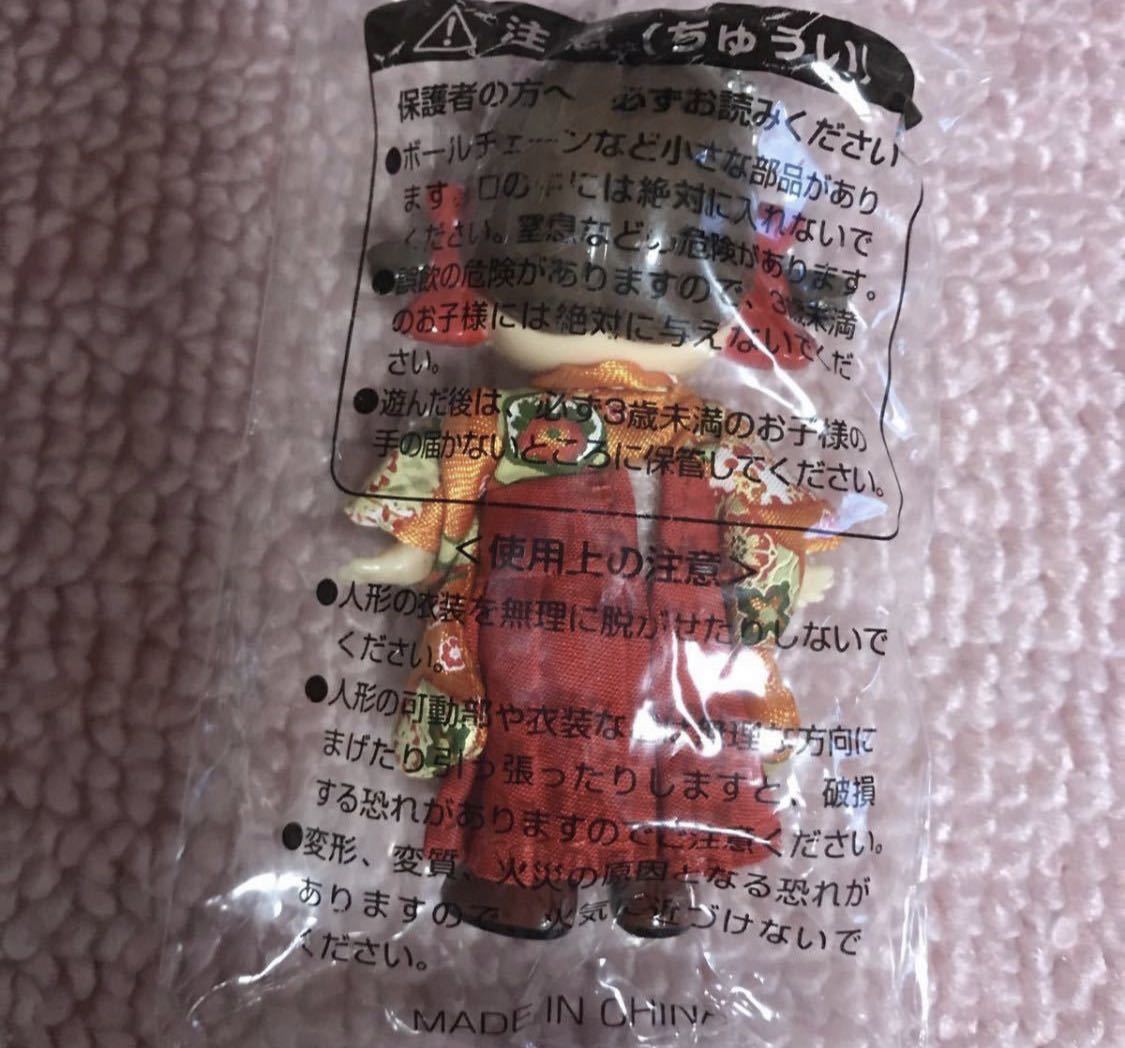 注意(ちゅうい)
保護者の方へ 必ずお読みください
●ボールチェーンなど小さな部品があり
ます。口の中には絶対に入れないで
ください。窒息などの危険があります。
●誤飲の危険がありますので、3歳未満
のお子様には絶対に与えないでくだ
さい。
●遊んだ後は、必ず3歳未満のお子様の
手の届かないところに保管してください。
<使用上の注意>
●人形の衣装を無理に脱がせたりしないで
ください。
●人形の可動部や衣装などは無理な方向に
まげたり引っ張ったりしますと、破損
する恐れがありますのでご注意ください。
●変形、変質、火災の原因となる恐れが
ありますので、火気に近づけないで
ください。
MADE IN CHINA